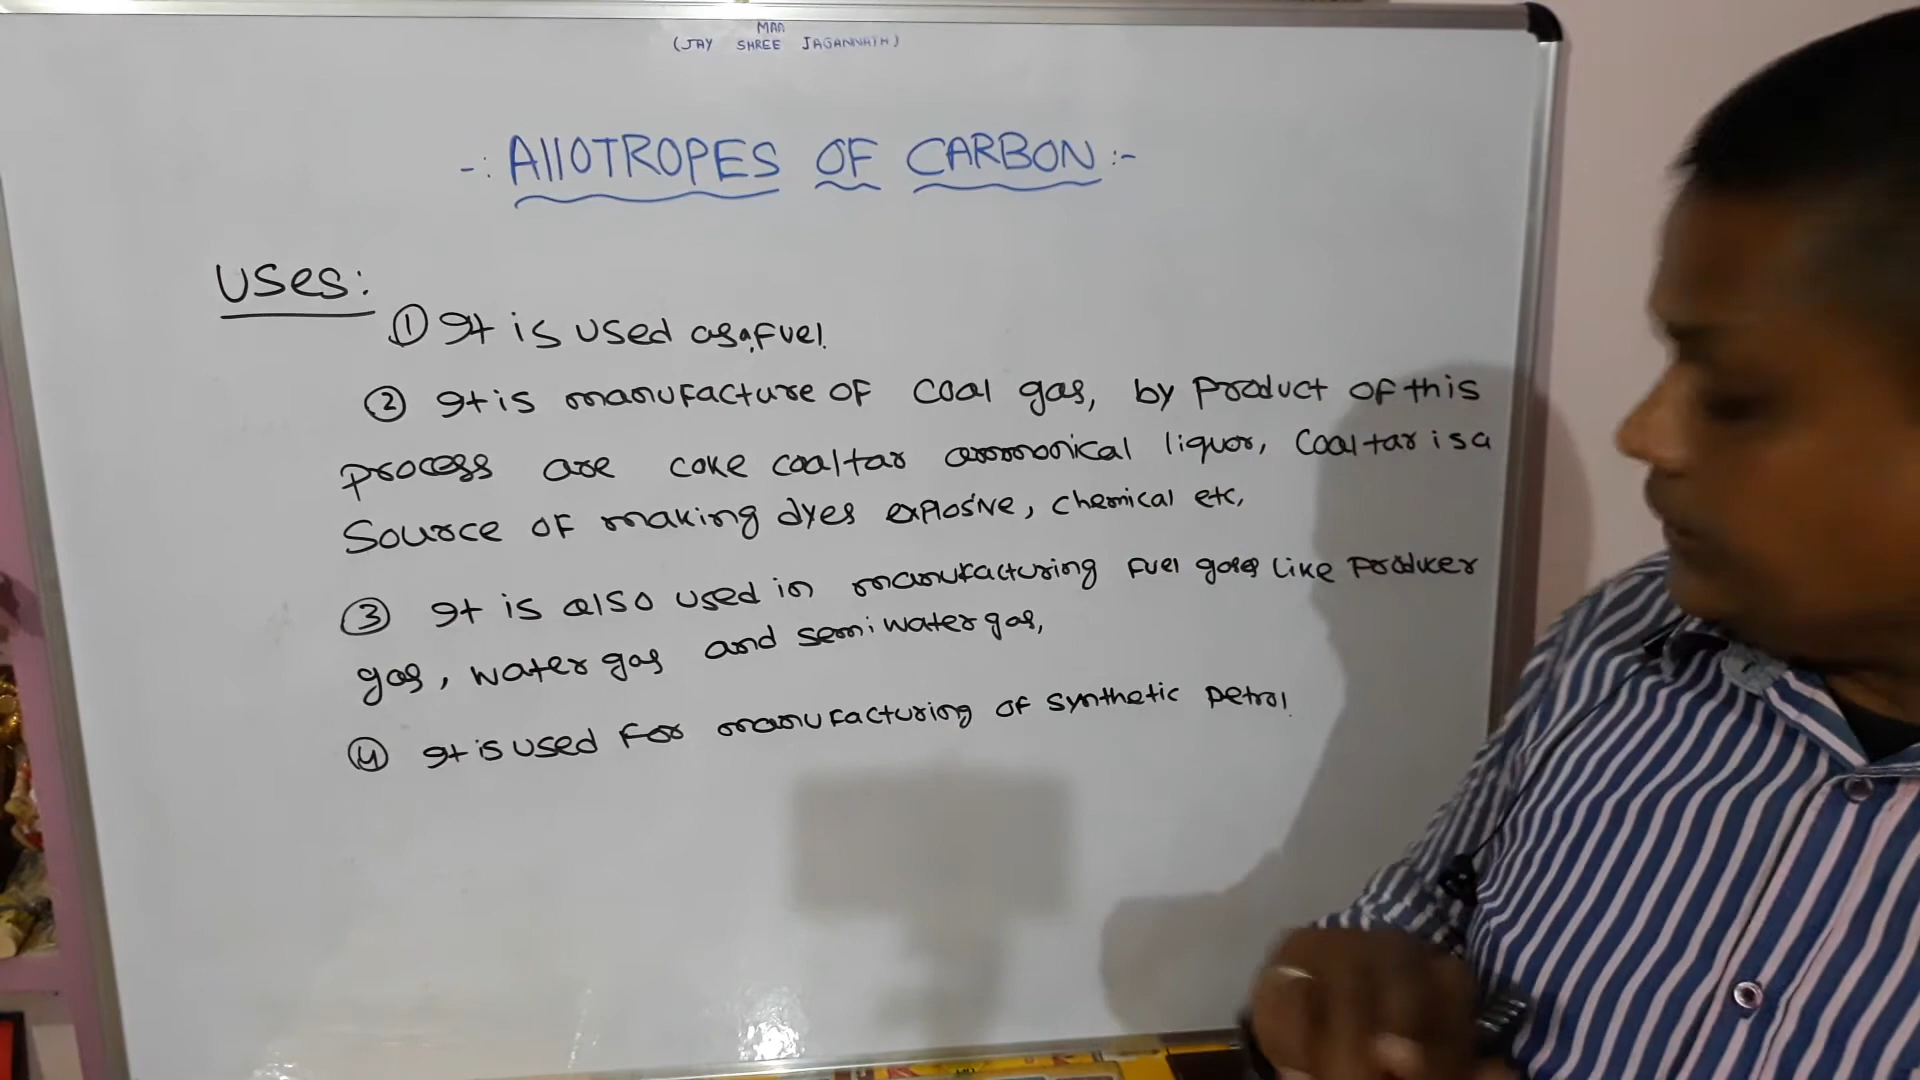 MAA
(JAY SHREE JAGANNATH)
-: AllOTROPES OF CARBON :-
USes:
① It is used as a fuel.
② It is manufacture of coal gas, by product of this
process are coke coaltar ammonical liquor, Coaltar is a
Source of making dyes explosive, chemical etc,
③ It is also used in manufacturing fuel gases like Producer
gas, water gas and semi water gas,
④ It is used for manufacturing of synthetic petrol.